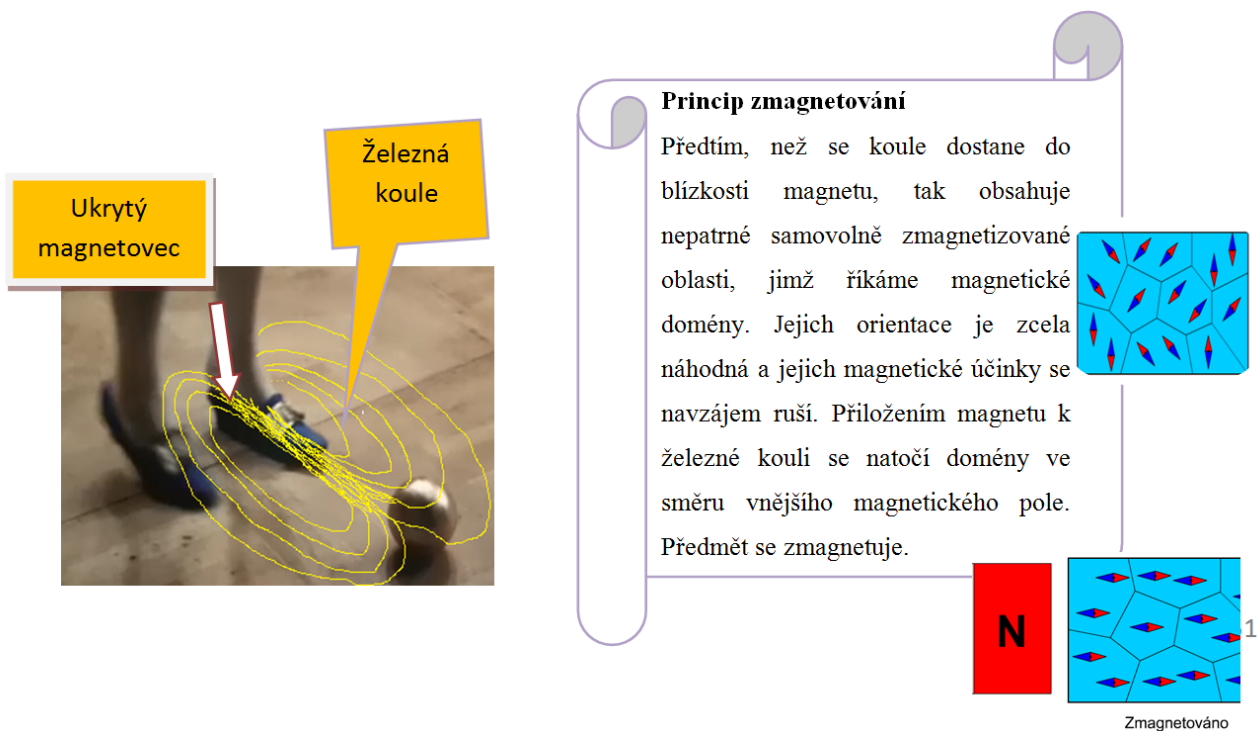 Železná
koule
Ukrytý
magnetovec
Princip zmagnetování
Předtím, než se koule dostane do
blízkosti magnetu, tak obsahuje
nepatrné samovolně zmagnetizované
oblasti, jimž říkáme magnetické
domény. Jejich orientace je zcela
náhodná a jejich magnetické účinky se
navzájem ruší. Přiložením magnetu k
železné kouli se natočí domény ve
směru vnějšího magnetického pole.
Předmět se zmagnetuje.
N
1
Zmagnetováno